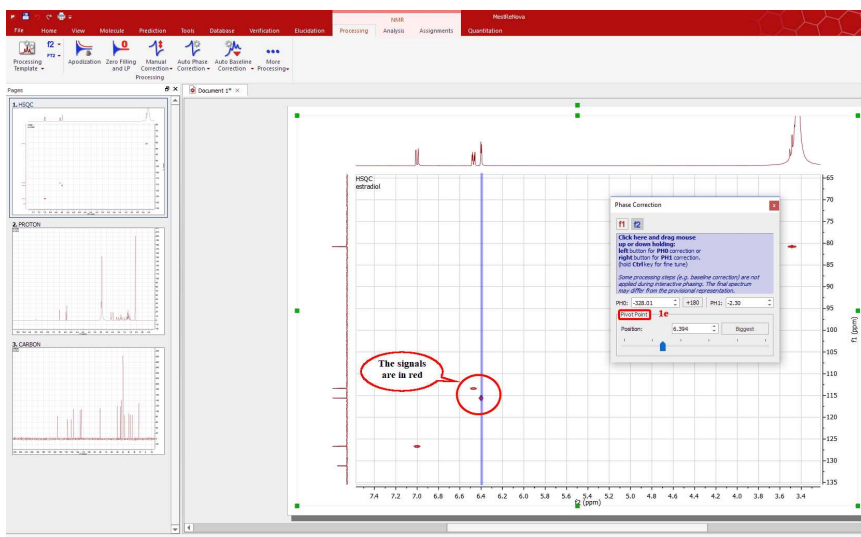 NMR
MestReNova
File Home View Molecule Prediction Tools Database Verification Elucidation Processing Analysis Assignments Quantitation
Processing Template
f2
FT2
Apodization
Zero Filling and LP
Manual Correction
Auto Phase Correction
Auto Baseline Correction
More Processing
Processing
Pages
Document 1*
1. HSQC
2. PROTON
3. CARBON
HSQC
estradiol
Phase Correction
f1 f2
Click here and drag mouse
up or down holding:
left button for PH0 correction or
right button for PH1 correction.
(hold Ctrl key for fine tune)
Some processing steps (e.g. baseline correction) are not
applied during interactive phasing. The final spectrum
may differ from the provisional representation.
PH0: -328.01 +180 PH1: -2.30
Pivot Point 1e
Position: 6.394 Biggest
The signals
are in red
65
70
75
80
85
90
95
100
105
110
115
120
125
130
135
f1 (ppm)
7.4 7.2 7.0 6.8 6.6 6.4 6.2 6.0 5.8 5.6 5.4 5.2 5.0 4.8 4.6 4.4 4.2 4.0 3.8 3.6 3.4
f2 (ppm)